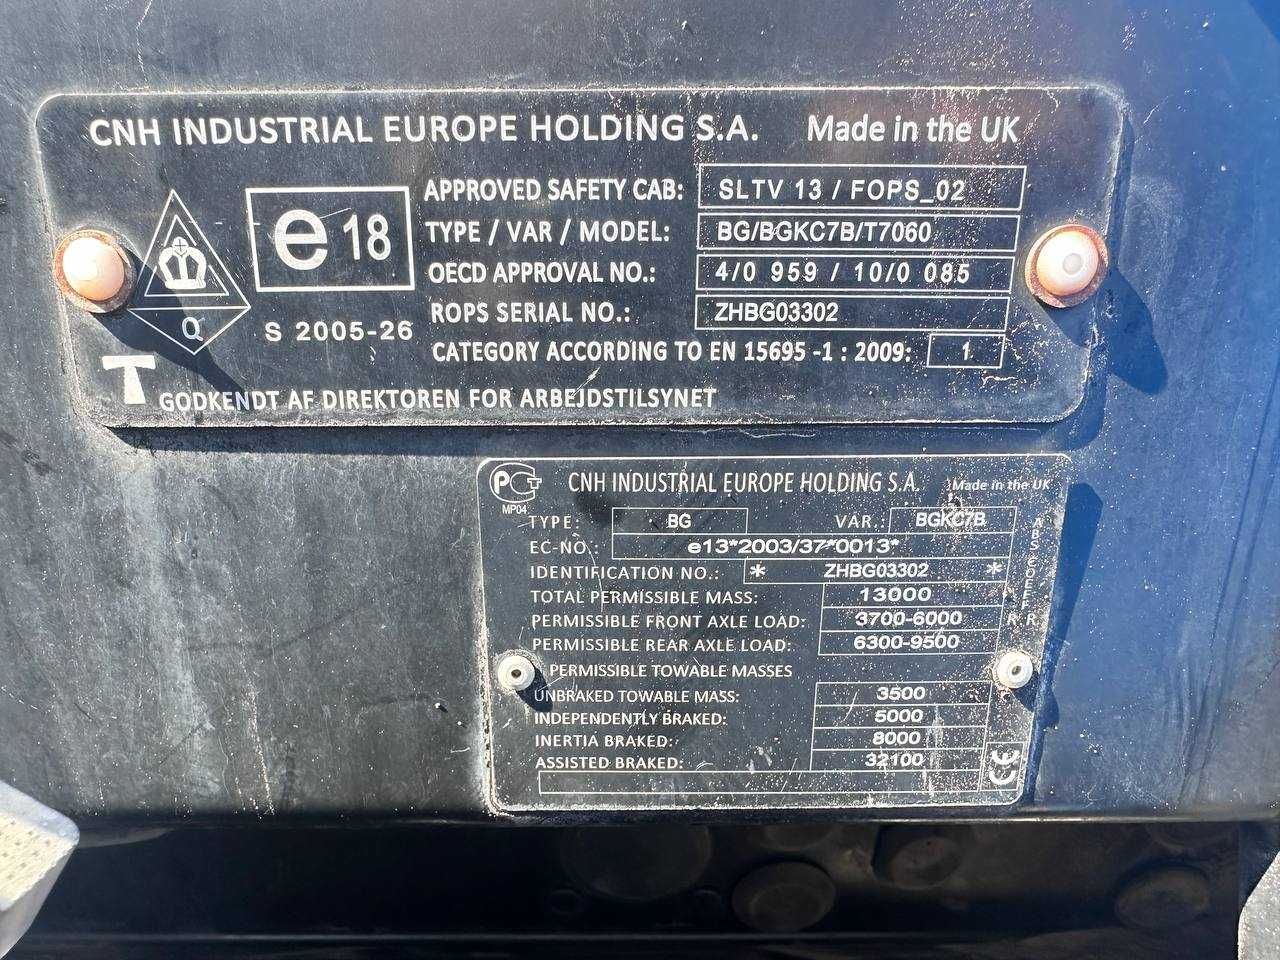 CNH INDUSTRIAL EUROPE HOLDING S.A. Made in the UK
APPROVED SAFETY CAB: SLTV 13 / FOPS_02
e 18
TYPE / VAR / MODEL: BG/BGKC7B/T7060
OECD APPROVAL NO.: 4/0 959 / 10/0 085
Q
S 2005-26
ROPS SERIAL NO.: ZHBG03302
CATEGORY ACCORDING TO EN 15695 -1 : 2009: 1
T GODKENDT AF DIREKTOREN FOR ARBEJDSTILSYNET
PCT CNH INDUSTRIAL EUROPE HOLDING S.A. Made in the UK
MP04
TYPE: BG VAR.: BGKC7B
EC-NO.: e13*2003/37*0013*
IDENTIFICATION NO.: * ZHBG03302 *
TOTAL PERMISSIBLE MASS: 13000
PERMISSIBLE FRONT AXLE LOAD: 3700-6000 R R
PERMISSIBLE REAR AXLE LOAD: 6300-9500
PERMISSIBLE TOWABLE MASSES
UNBRAKED TOWABLE MASS: 3500
INDEPENDENTLY BRAKED: 5000
INERTIA BRAKED: 8000
ASSISTED BRAKED: 32100
CE